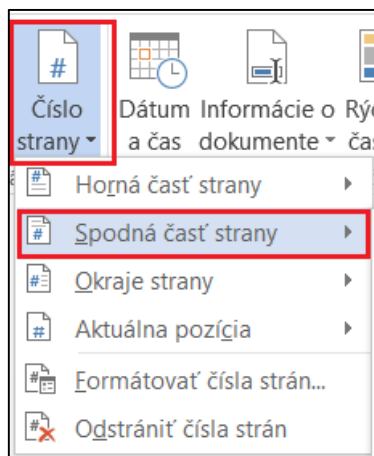 Číslo strany
Dátum a čas
Informácie o dokumente
Horná časť strany
Spodná časť strany
Okraje strany
Aktuálna pozícia
Formátovať čísla strán...
Odstrániť čísla strán